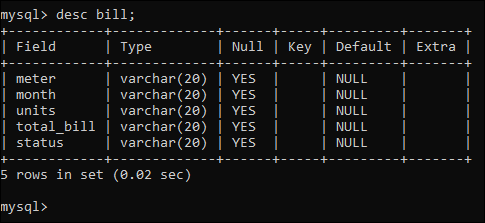 mysql> desc bill;
+------------+-------------+------+-----+---------+-------+
| Field      | Type        | Null | Key | Default | Extra |
+------------+-------------+------+-----+---------+-------+
| meter      | varchar(20) | YES  |     | NULL    |       |
| month      | varchar(20) | YES  |     | NULL    |       |
| units      | varchar(20) | YES  |     | NULL    |       |
| total_bill | varchar(20) | YES  |     | NULL    |       |
| status     | varchar(20) | YES  |     | NULL    |       |
+------------+-------------+------+-----+---------+-------+
5 rows in set (0.02 sec)
mysql>